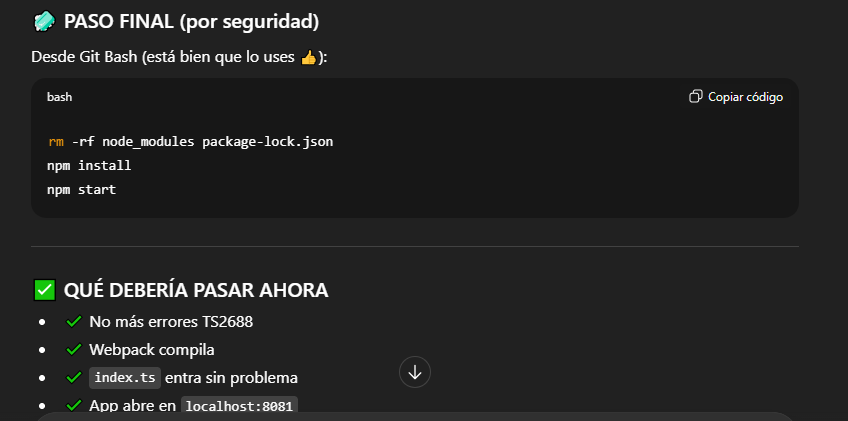 🧼 PASO FINAL (por seguridad)
Desde Git Bash (está bien que lo uses 👍):
bash
Copiar código
rm -rf node_modules package-lock.json
npm install
npm start
✅ QUÉ DEBERÍA PASAR AHORA
• ✔ No más errores TS2688
• ✔ Webpack compila
• ✔ index.ts entra sin problema
• ✔ App abre en localhost:8081